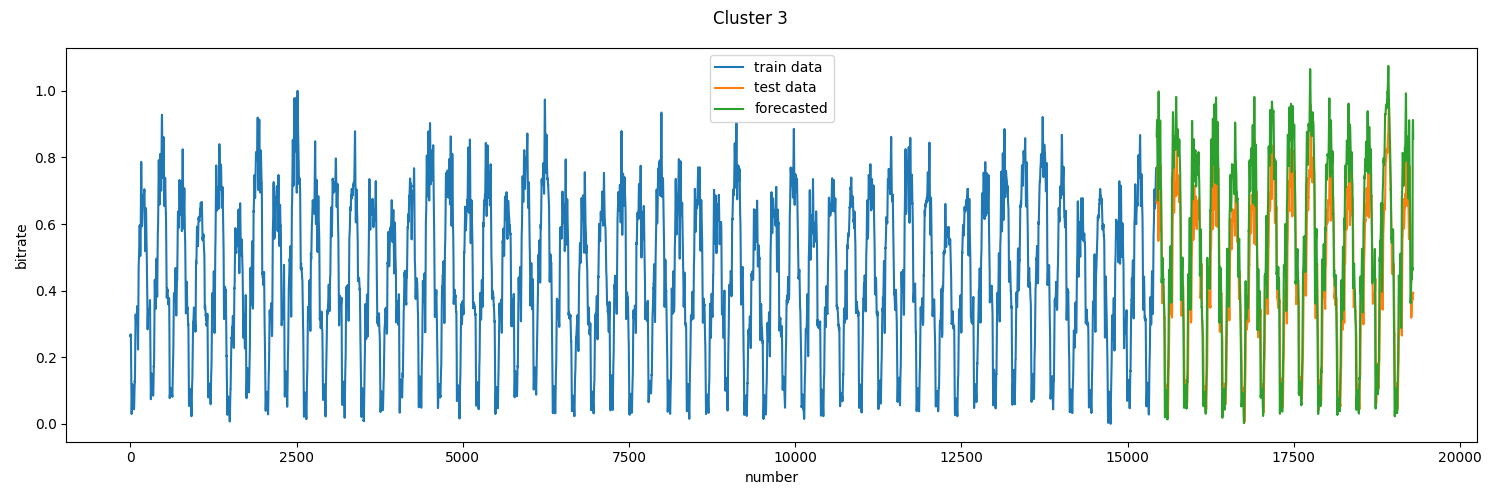 Cluster 3
train data
test data
forecasted
bitrate
1.0
0.8
0.6
0.4
0.2
0.0
0 2500 5000 7500 10000 12500 15000 17500 20000
number